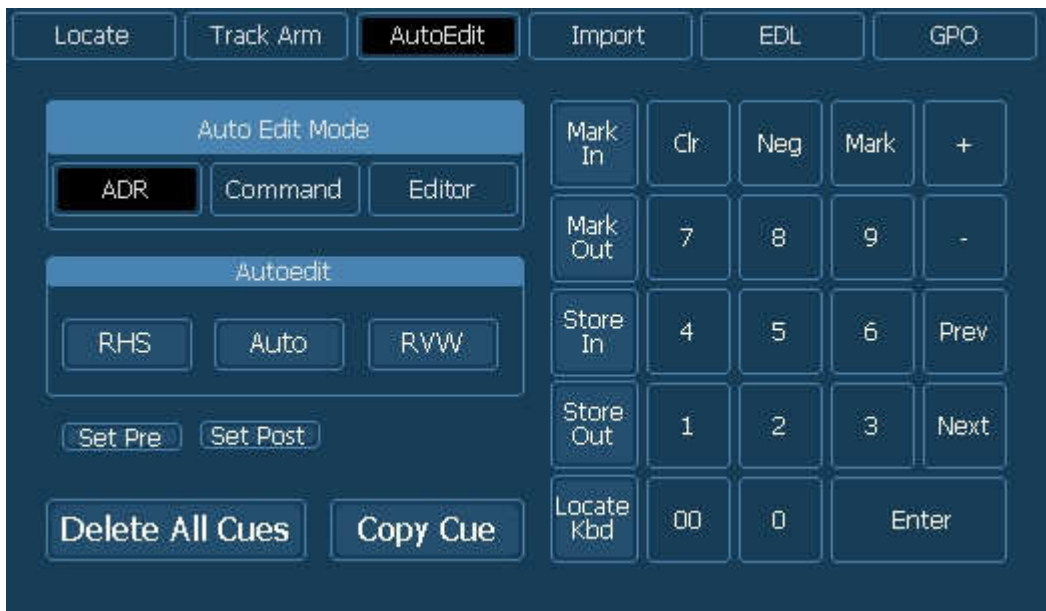 Locate Track Arm AutoEdit Import EDL GPO
Auto Edit Mode
ADR Command Editor
Autoedit
RHS Auto RVW
Set Pre Set Post
Delete All Cues Copy Cue
Mark
In
Clr Neg Mark +
Mark
Out
7 8 9 -
Store
In
4 5 6 Prev
Store
Out
1 2 3 Next
Locate
Kbd
00 0 Enter